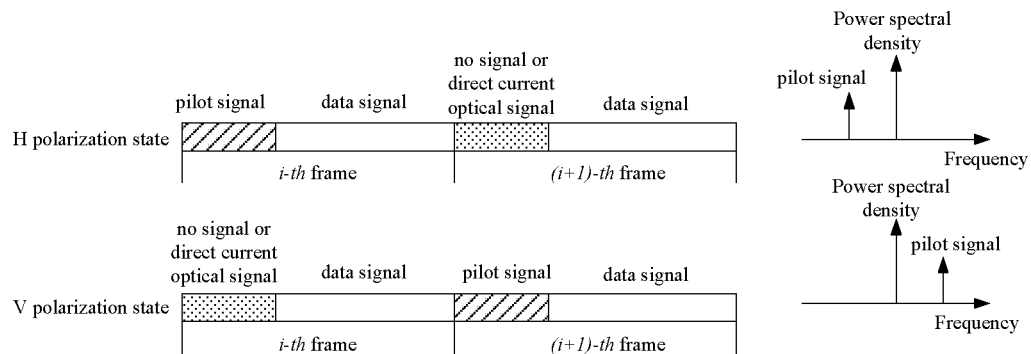 Power spectral
density
no signal or
direct current
optical signal
pilot signal
data signal
data signal
pilot signal
H polarization state
Frequency
i-th frame
(i+1)-th frame
Power spectral
density
no signal or
direct current
optical signal
data signal
pilot signal
data signal
pilot signal
V polarization state
Frequency
i-th frame
(i+1)-th frame